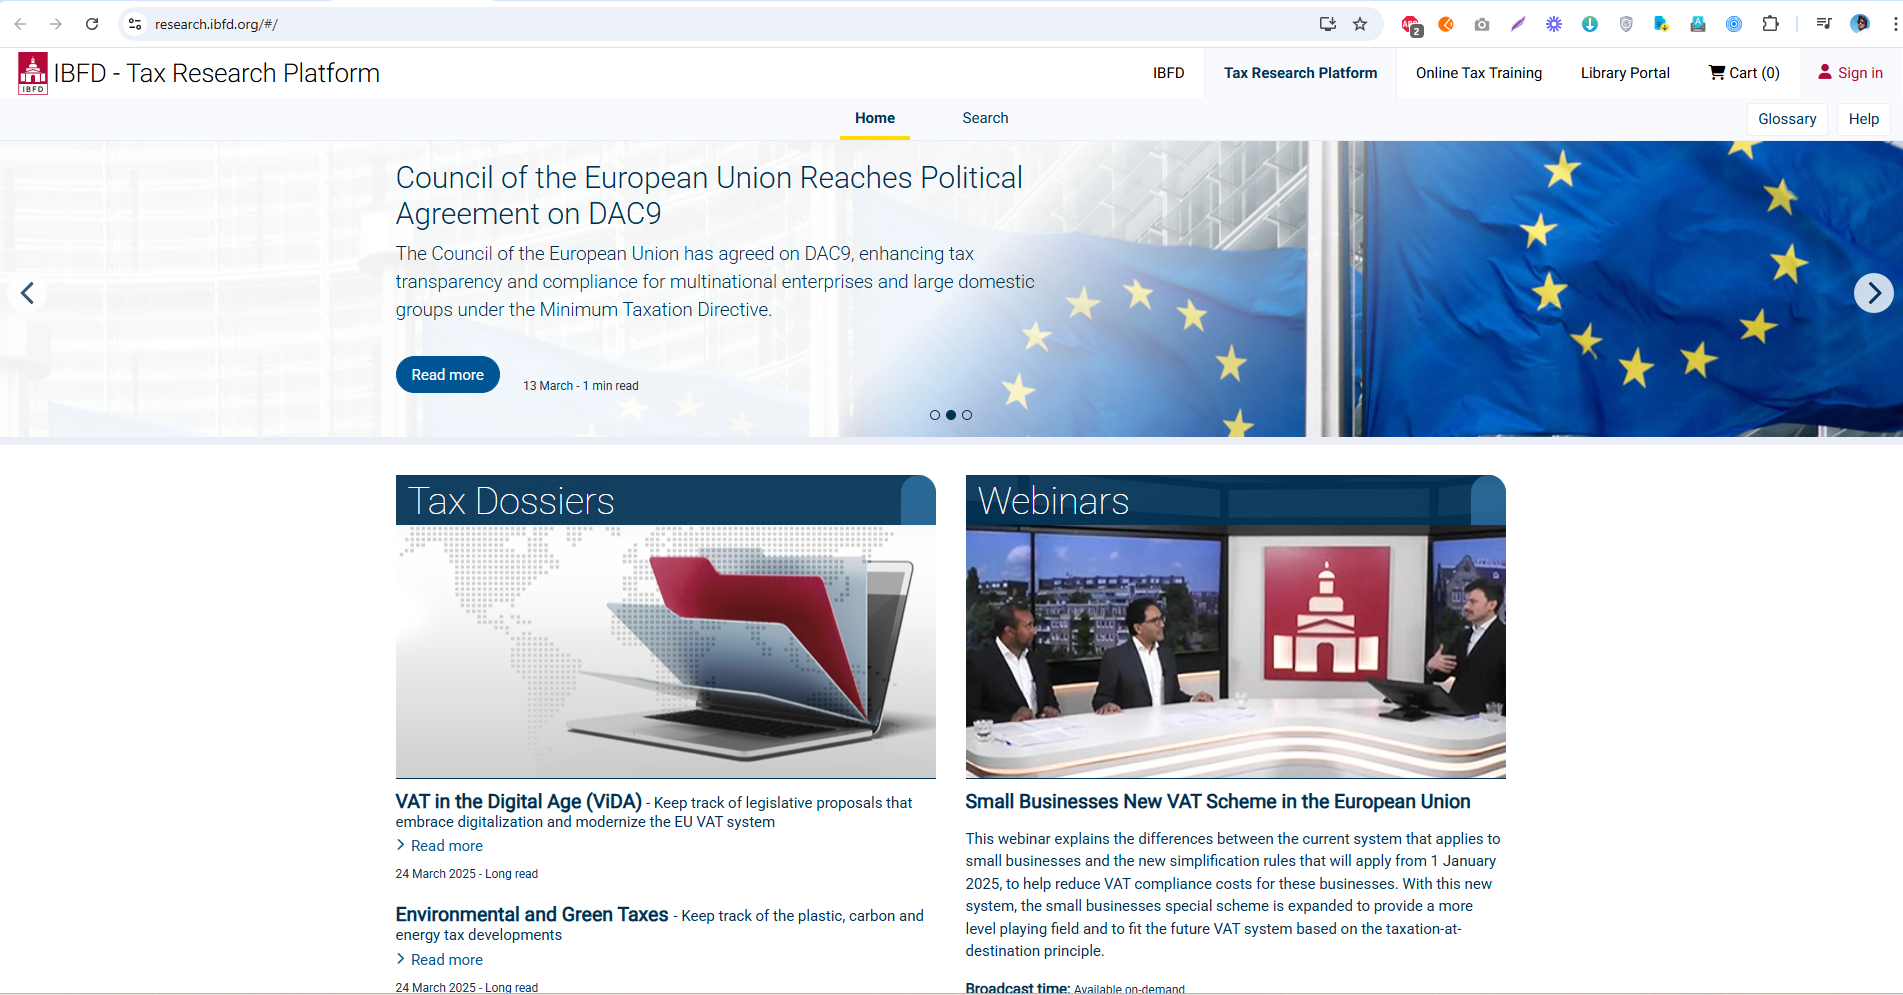 research.ibfd.org/#/
2
IBFD
IBFD - Tax Research Platform
IBFD
Tax Research Platform
Online Tax Training
Library Portal
Cart (0)
Sign in
Home
Search
Glossary
Help
Council of the European Union Reaches Political
Agreement on DAC9
The Council of the European Union has agreed on DAC9, enhancing tax
transparency and compliance for multinational enterprises and large domestic
groups under the Minimum Taxation Directive.
Read more
13 March - 1 min read
Tax Dossiers
VAT in the Digital Age (ViDA) - Keep track of legislative proposals that
embrace digitalization and modernize the EU VAT system
Read more
24 March 2025 - Long read
Environmental and Green Taxes - Keep track of the plastic, carbon and
energy tax developments
Read more
24 March 2025 - Long read
Webinars
Small Businesses New VAT Scheme in the European Union
This webinar explains the differences between the current system that applies to
small businesses and the new simplification rules that will apply from 1 January
2025, to help reduce VAT compliance costs for these businesses. With this new
system, the small businesses special scheme is expanded to provide a more
level playing field and to fit the future VAT system based on the taxation-at-
destination principle.
Broadcast time: Available on-demand